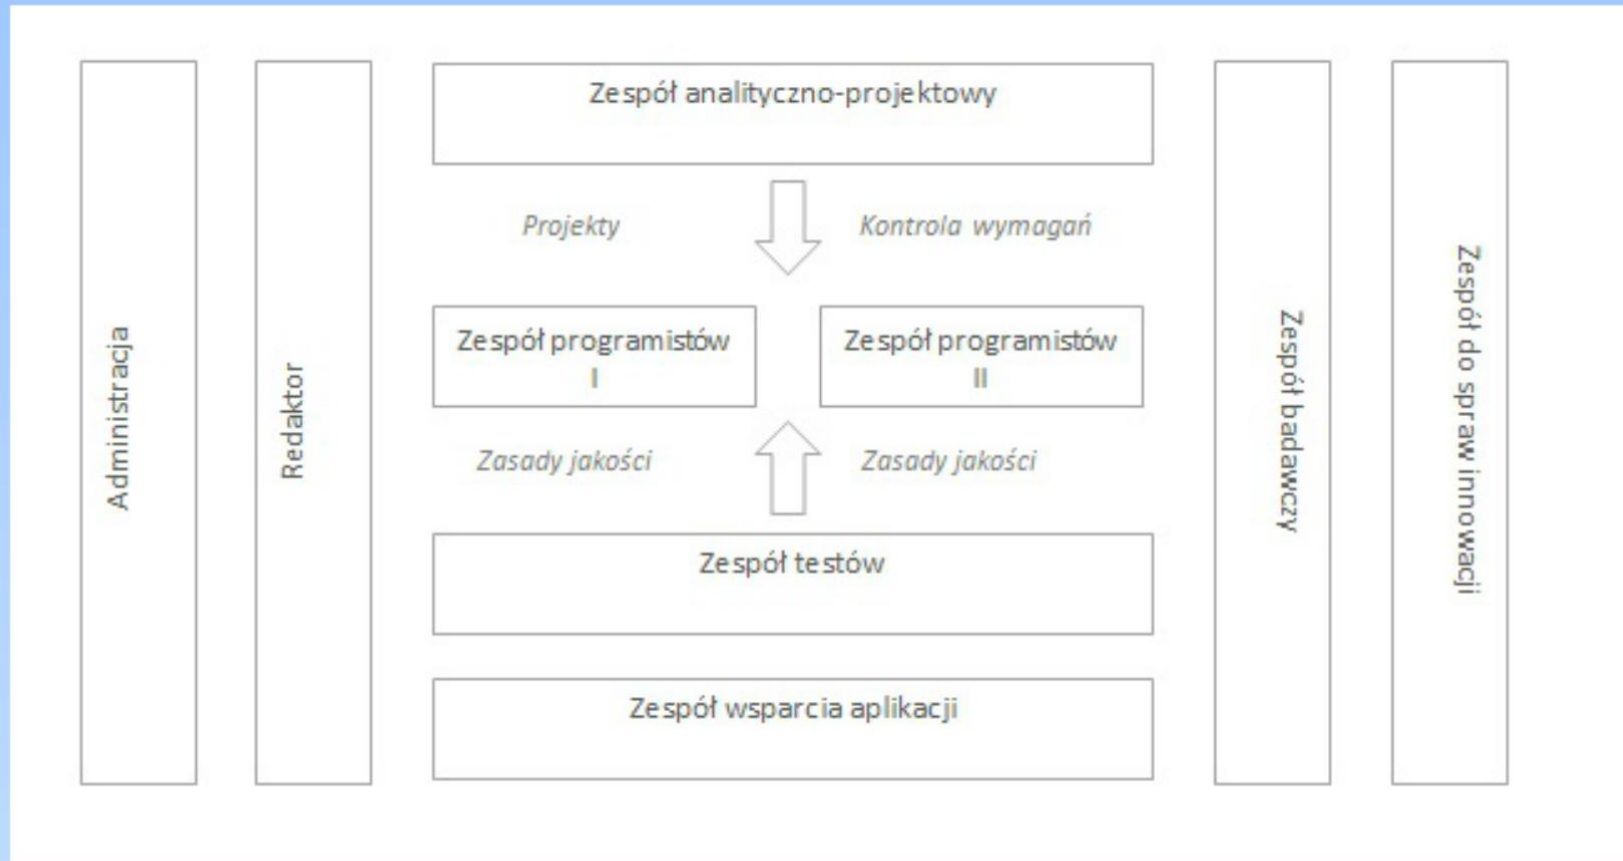 Administracja
Redaktor
Zespół analityczno-projektowy
Projekty
Kontrola wymagań
Zespół programistów
I
Zespół programistów
II
Zasady jakości
Zasady jakości
Zespół testów
Zespół wsparcia aplikacji
Zespół badawczy
Zespół do spraw innowacji